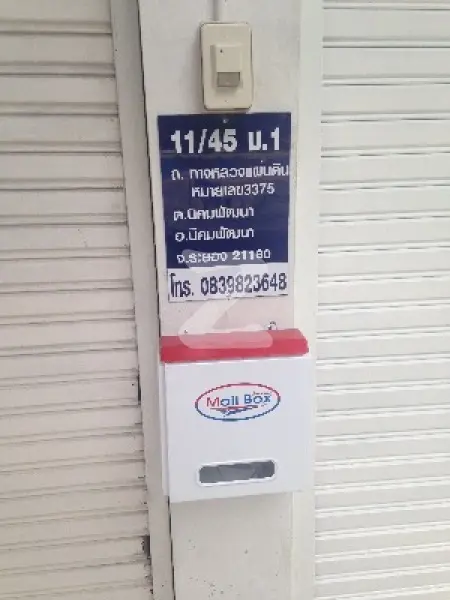 11/45 ม.1
ถ. ทางหลวงแผ่นดิน
หมายเลข3375
ต.นิคมพัฒนา
อ.นิคมพัฒนา
จ.ระยอง 21180
โทร. 0839823648
Mail Box